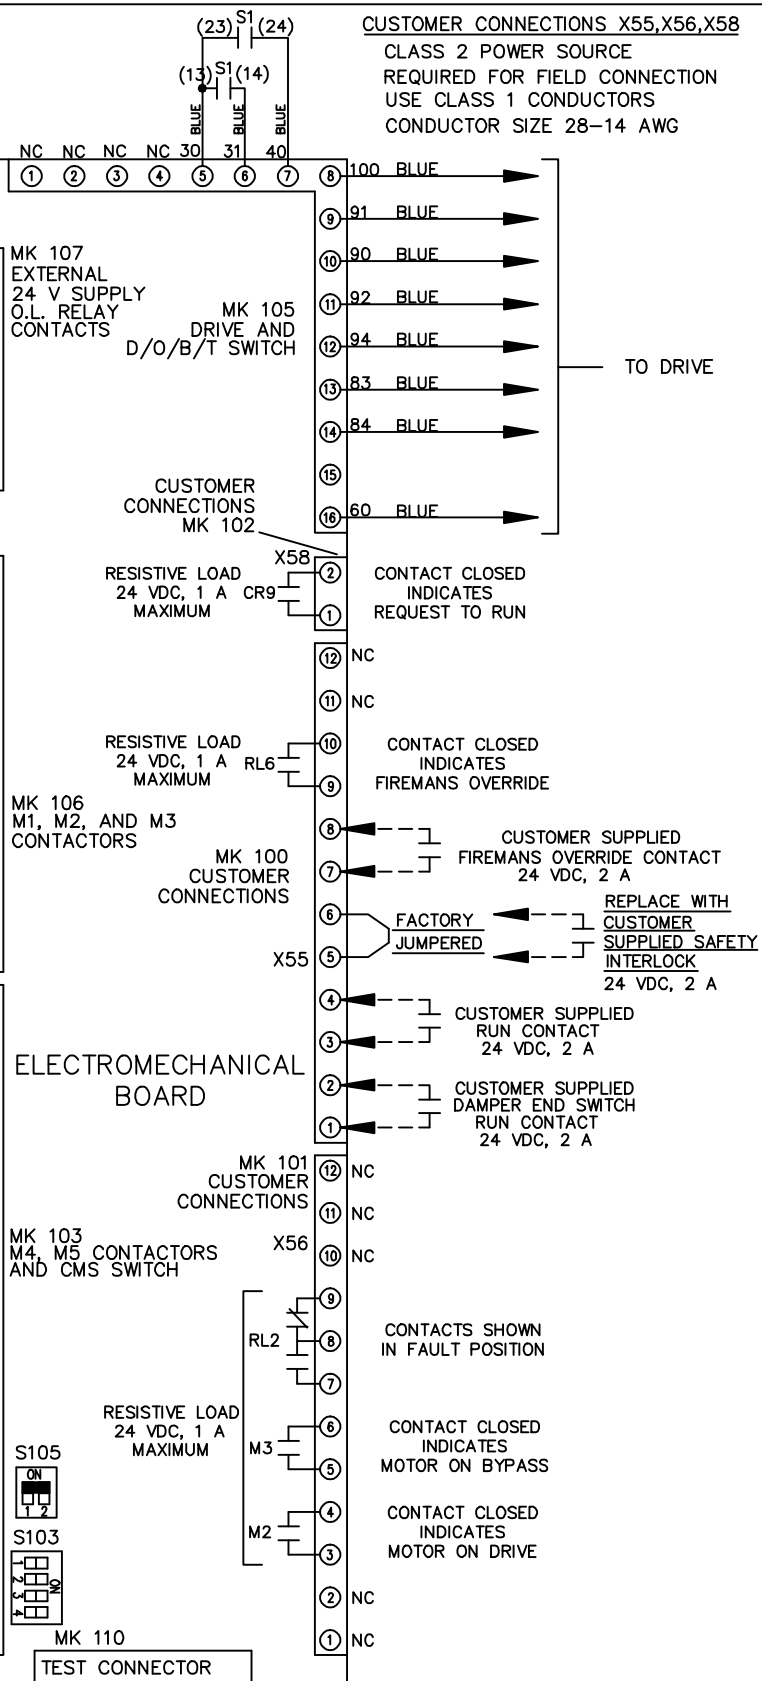 CUSTOMER CONNECTIONS X55,X56,X58
CLASS 2 POWER SOURCE
REQUIRED FOR FIELD CONNECTION
USE CLASS 1 CONDUCTORS
CONDUCTOR SIZE 28-14 AWG
(23) S1 (24)
(13) S1 (14)
BLUE BLUE BLUE
NC NC NC NC 30 31 40
1 2 3 4 5 6 7 8 100 BLUE
9 91 BLUE
10 90 BLUE
11 92 BLUE
12 94 BLUE
13 83 BLUE
14 84 BLUE
15
16 60 BLUE
TO DRIVE
MK 107
EXTERNAL
24 V SUPPLY
O.L. RELAY
CONTACTS
MK 105
DRIVE AND
D/O/B/T SWITCH
CUSTOMER
CONNECTIONS
MK 102
X58
2
1
RESISTIVE LOAD
24 VDC, 1 A
MAXIMUM
CR9
CONTACT CLOSED
INDICATES
REQUEST TO RUN
12 NC
11 NC
10
9
RESISTIVE LOAD
24 VDC, 1 A
MAXIMUM
RL6
CONTACT CLOSED
INDICATES
FIREMANS OVERRIDE
MK 106
M1, M2, AND M3
CONTACTORS
MK 100
CUSTOMER
CONNECTIONS
8
7
CUSTOMER SUPPLIED
FIREMANS OVERRIDE CONTACT
24 VDC, 2 A
X55
6
5
FACTORY
JUMPERED
REPLACE WITH
CUSTOMER
SUPPLIED SAFETY
INTERLOCK
24 VDC, 2 A
4
3
CUSTOMER SUPPLIED
RUN CONTACT
24 VDC, 2 A
ELECTROMECHANICAL
BOARD
2
1
CUSTOMER SUPPLIED
DAMPER END SWITCH
RUN CONTACT
24 VDC, 2 A
MK 101
CUSTOMER
CONNECTIONS
X56
12 NC
11 NC
10 NC
MK 103
M4, M5 CONTACTORS
AND CMS SWITCH
9
8
7
RL2
CONTACTS SHOWN
IN FAULT POSITION
RESISTIVE LOAD
24 VDC, 1 A
MAXIMUM
6
5
M3
CONTACT CLOSED
INDICATES
MOTOR ON BYPASS
4
3
M2
CONTACT CLOSED
INDICATES
MOTOR ON DRIVE
2 NC
1 NC
S105
ON
1 2
S103
1
2
3
4
ON
MK 110
TEST CONNECTOR